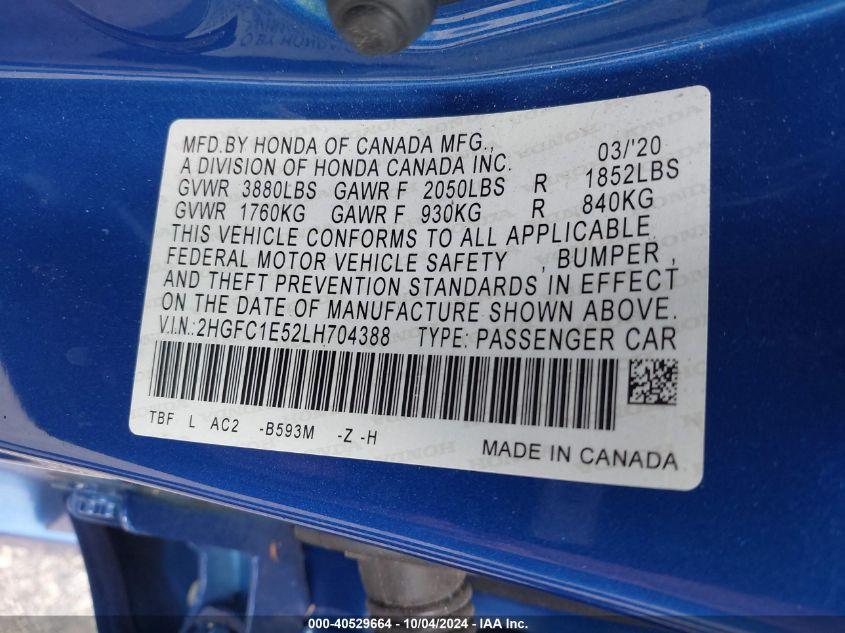 MFD.BY HONDA OF CANADA MFG.,
A DIVISION OF HONDA CANADA INC. 03/'20
GVWR 3880LBS GAWR F 2050LBS R 1852LBS
GVWR 1760KG GAWR F 930KG R 840KG
THIS VEHICLE CONFORMS TO ALL APPLICABLE
FEDERAL MOTOR VEHICLE SAFETY , BUMPER ,
AND THEFT PREVENTION STANDARDS IN EFFECT
ON THE DATE OF MANUFACTURE SHOWN ABOVE.
V.I.N.:2HGFC1E52LH704388 TYPE: PASSENGER CAR
TBF L AC2 -B593M -Z -H
MADE IN CANADA
000-40529664 - 10/04/2024 - IAA Inc.